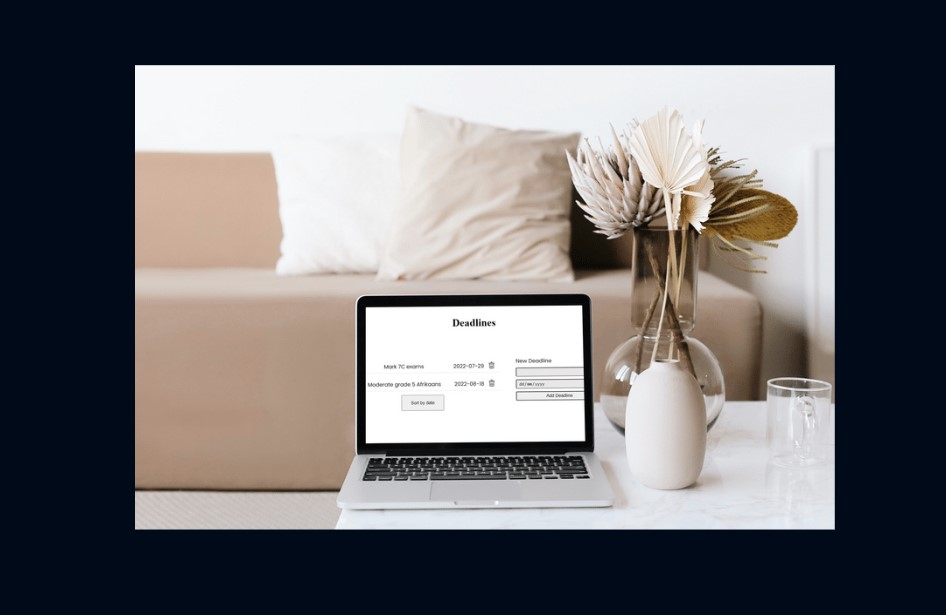 Deadlines
Mark 7C exams 2022-07-29
Moderate grade 5 Afrikaans 2022-08-18
Sort by date
New Deadline
dd/mm/yyyy
Add Deadline